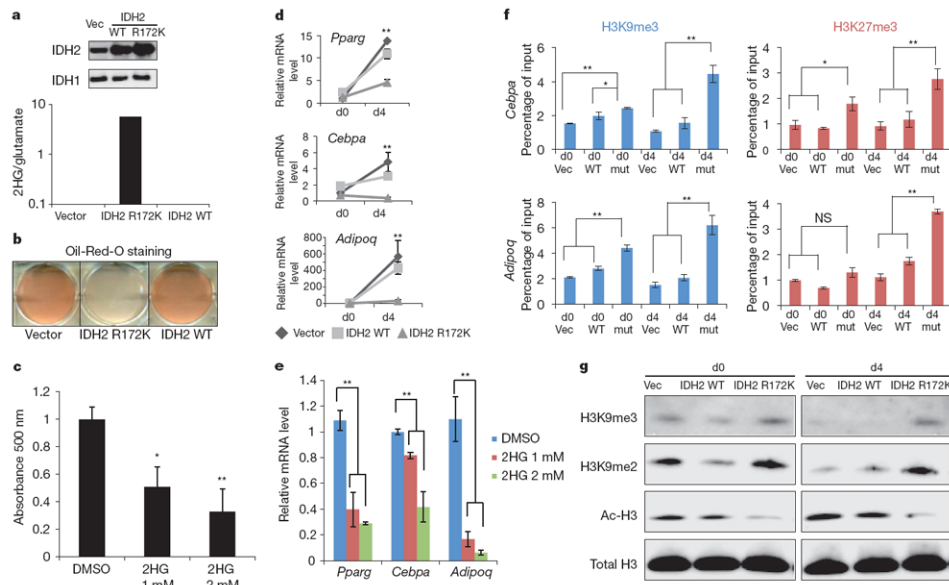 a
IDH2
Vec WT R172K
IDH2
IDH1
2HG/glutamate
10
1
0.1
Vector IDH2 R172K IDH2 WT
b
Oil-Red-O staining
Vector IDH2 R172K IDH2 WT
c
Absorbance 500 nm
1.2
1
0.8
0.6
0.4
0.2
0
*
**
DMSO 2HG 2HG
1 mM 2 mM
d
Relative mRNA level
15
10
5
0
Pparg
**
d0 d4
Relative mRNA level
6
4
2
0
Cebpa
**
d0 d4
Relative mRNA level
800
600
400
200
0
Adipoq
**
d0 d4
Vector IDH2 WT IDH2 R172K
e
Relative mRNA level
1.4
1.2
1
0.8
0.6
0.4
0.2
0
** ** **
DMSO
2HG 1 mM
2HG 2 mM
Pparg Cebpa Adipoq
f
H3K9me3 H3K27me3
Cebpa
Percentage of input
6
4
2
0
** * **
d0 d0 d0 d4 d4 d4
Vec WT mut Vec WT mut
Percentage of input
4
3
2
1
0
* **
d0 d0 d0 d4 d4 d4
Vec WT mut Vec WT mut
Adipoq
Percentage of input
8
6
4
2
0
** **
d0 d0 d0 d4 d4 d4
Vec WT mut Vec WT mut
Percentage of input
4
3
2
1
0
NS **
d0 d0 d0 d4 d4 d4
Vec WT mut Vec WT mut
g
d0 d4
Vec IDH2 WT IDH2 R172K Vec IDH2 WT IDH2 R172K
H3K9me3
H3K9me2
Ac-H3
Total H3